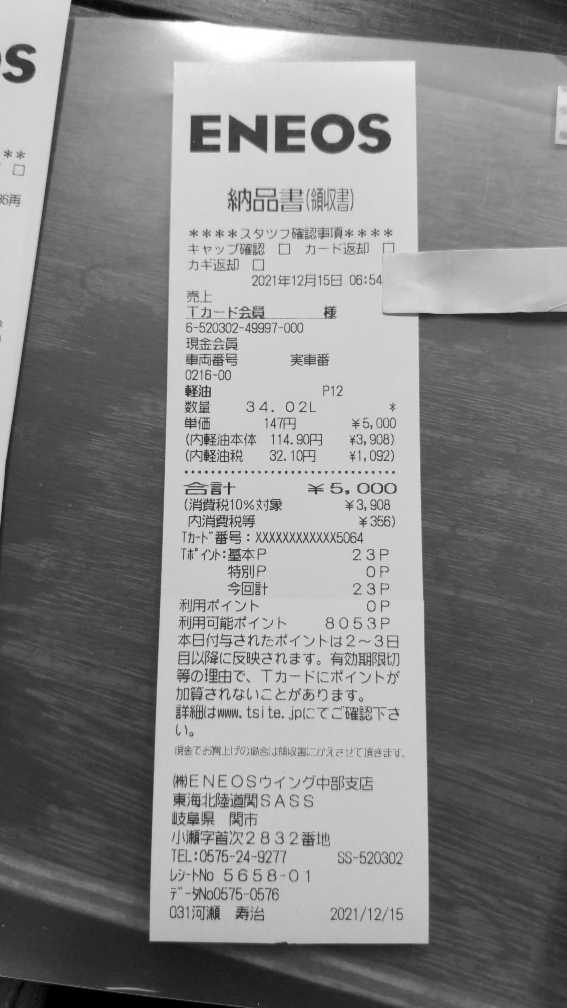 ENEOS
納品書(領収書)
****スタッフ確認事項****
キャップ確認 □ カード返却 □
カギ返却 □
2021年12月15日 06:54
売上
Tカード会員 様
6-520302-49997-000
現金会員
車両番号 実車番
0216-00
軽油 P12
数量 34.02L *
単価 147円 ¥5,000
(内軽油本体 114.90円 ¥3,908)
(内軽油税 32.10円 ¥1,092)
合計 ¥5,000
(消費税10%対象 ¥3,908
内消費税等 ¥356)
Tカード番号:XXXXXXXXXXXX5064
Tポイント:基本P 23P
特別P 0P
今回計 23P
利用ポイント 0P
利用可能ポイント 8053P
本日付与されたポイントは2~3日
目以降に反映されます。有効期限切
等の理由で、Tカードにポイントが
加算されないことがあります。
詳細はwww.tsite.jpにてご確認下さ
い。
現金でお買上げの場合は領収書にかえさせて頂きます。
㈱ENEOSウイング中部支店
東海北陸道関SASS
岐阜県 関市
小瀬字首次2832番地
TEL:0575-24-9277 SS-520302
レシートNo 5658-01
データNo0575-0576
031河瀬 寿治 2021/12/15
OS
**
□
36再